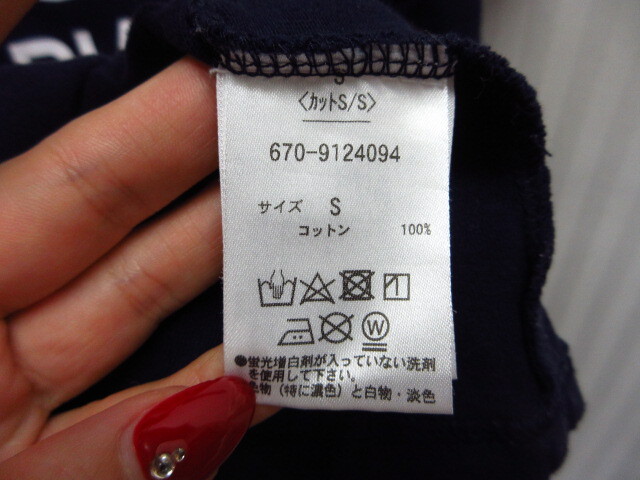 S
〈カットS/S〉
670-9124094
サイズ S
コットン 100%
W
●蛍光増白剤が入っていない洗剤
を使用して下さい。
物（特に濃色）と白物・淡色